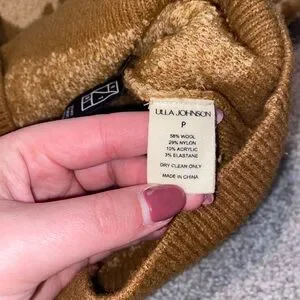 ULLA JOHNSON
P
58% WOOL
29% NYLON
10% ACRYLIC
3% ELASTANE
DRY CLEAN ONLY
MADE IN CHINA